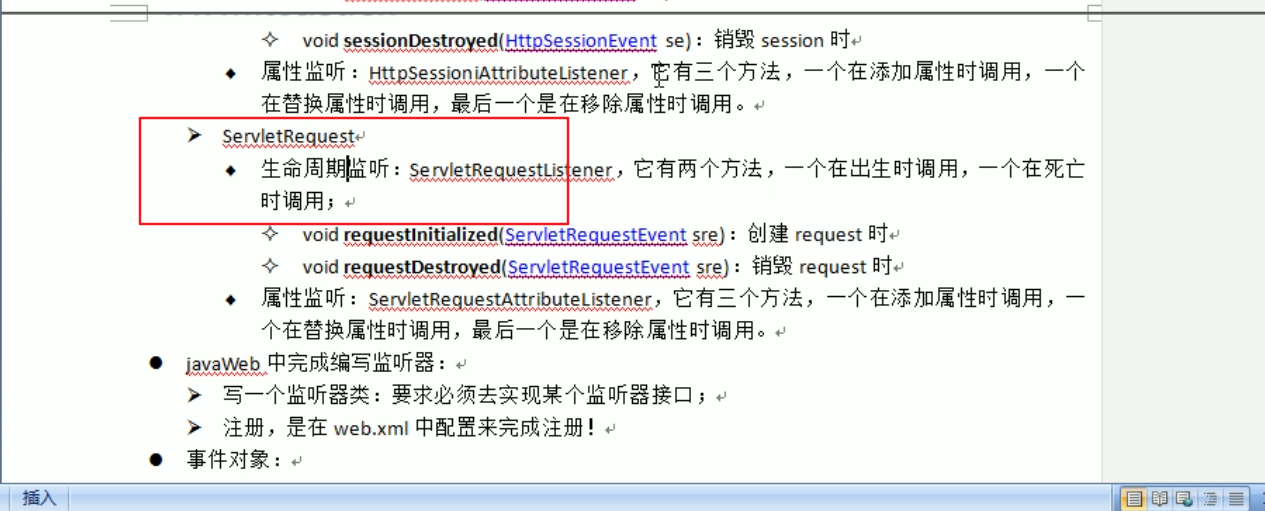 void sessionDestroyed(HttpSessionEvent se)：销毁 session 时
属性监听：HttpSessioniAttributeListener，它有三个方法，一个在添加属性时调用，一个
在替换属性时调用，最后一个是在移除属性时调用。
ServletRequest
生命周期监听：ServletRequestListener，它有两个方法，一个在出生时调用，一个在死亡
时调用；
void requestInitialized(ServletRequestEvent sre)：创建 request 时
void requestDestroyed(ServletRequestEvent sre)：销毁 request 时
属性监听：ServletRequestAttributeListener，它有三个方法，一个在添加属性时调用，一
个在替换属性时调用，最后一个是在移除属性时调用。
javaWeb 中完成编写监听器：
写一个监听器类：要求必须去实现某个监听器接口；
注册，是在 web.xml 中配置来完成注册！
事件对象：
插入